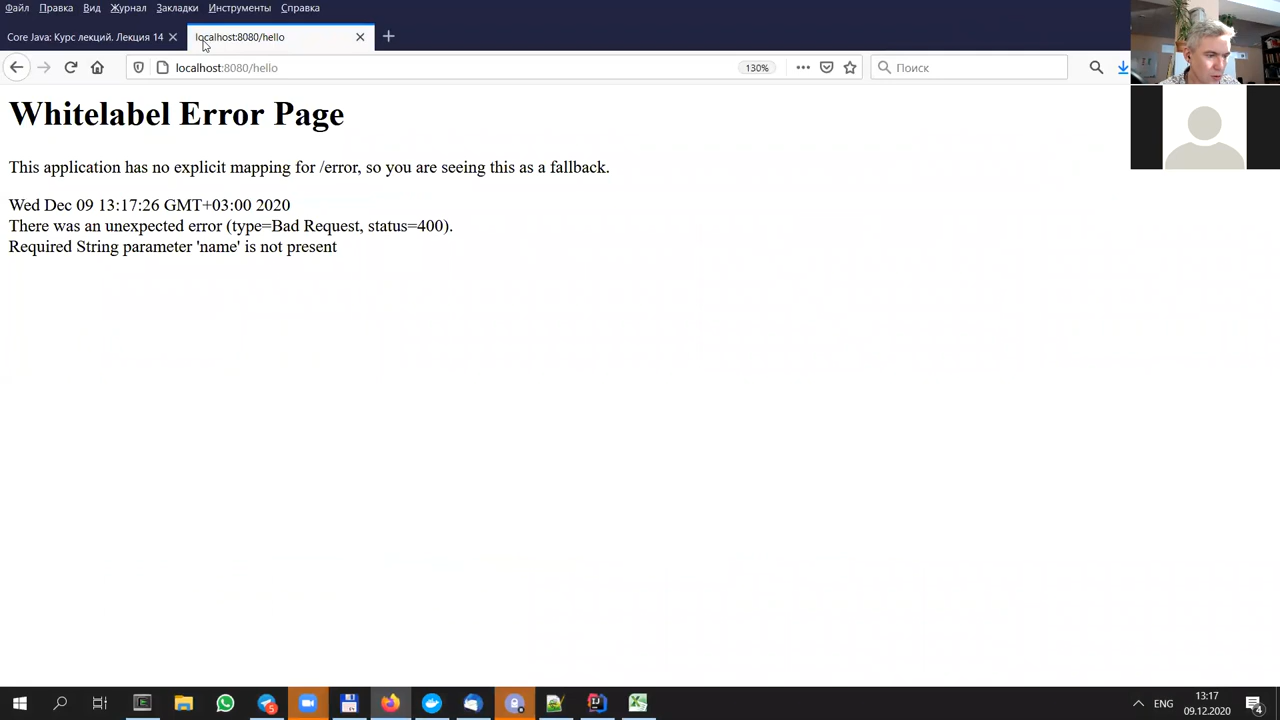 Файл Правка Вид Журнал Закладки Инструменты Справка
Core Java: Курс лекций. Лекция 14
localhost:8080/hello
localhost:8080/hello
130%
Поиск
Whitelabel Error Page
This application has no explicit mapping for /error, so you are seeing this as a fallback.
Wed Dec 09 13:17:26 GMT+03:00 2020
There was an unexpected error (type=Bad Request, status=400).
Required String parameter 'name' is not present
5
ENG
13:17
09.12.2020
4